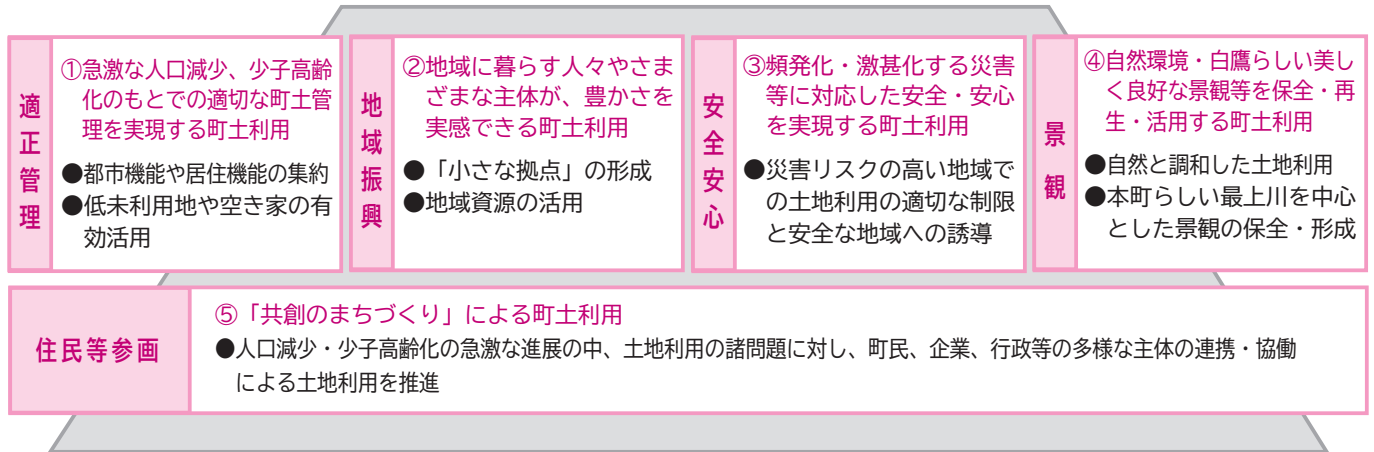 適正管理
①急激な人口減少、少子高齢
化のもとでの適切な町土管
理を実現する町土利用
●都市機能や居住機能の集約
●低未利用地や空き家の有
効活用
地域振興
②地域に暮らす人々やさま
ざまな主体が、豊かさを
実感できる町土利用
●「小さな拠点」の形成
●地域資源の活用
安全安心
③頻発化・激甚化する災害
等に対応した安全・安心
を実現する町土利用
●災害リスクの高い地域で
の土地利用の適切な制限
と安全な地域への誘導
景観
④自然環境・白鷹らしい美し
く良好な景観等を保全・再
生・活用する町土利用
●自然と調和した土地利用
●本町らしい最上川を中心
とした景観の保全・形成
住民等参画
⑤「共創のまちづくり」による町土利用
●人口減少・少子高齢化の急激な進展の中、土地利用の諸問題に対し、町民、企業、行政等の多様な主体の連携・協働
による土地利用を推進